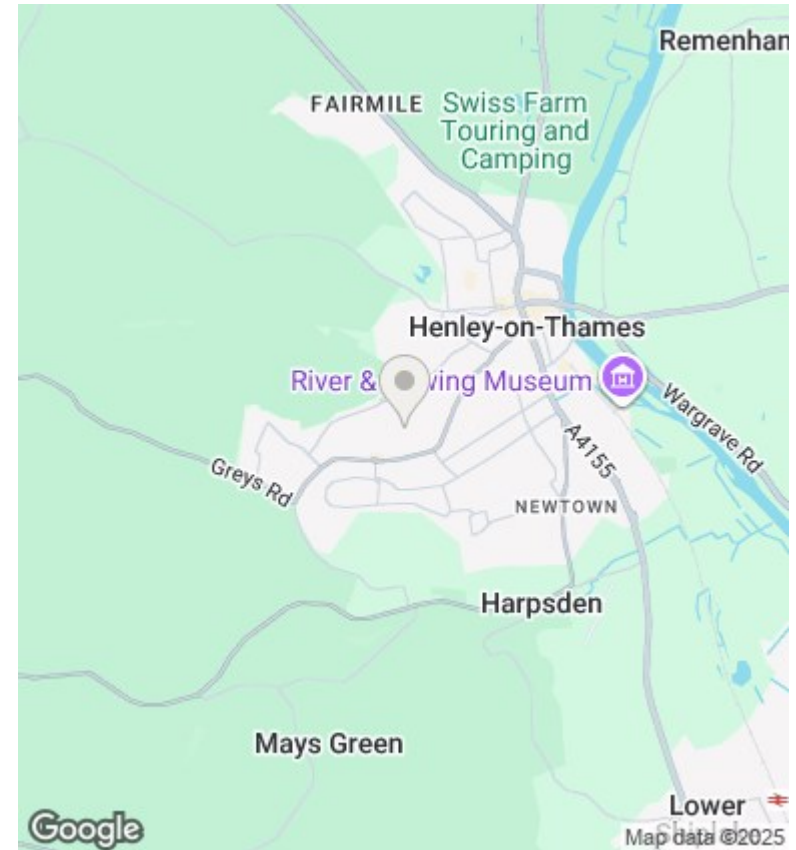 Remenhan
FAIRMILE
Swiss Farm
Touring and
Camping
Henley-on-Thames
River & wing Museum
Wargrave Rd
A4155
Greys Rd
NEWTOWN
Harpsden
Mays Green
Lower
Google
Map data ©2025